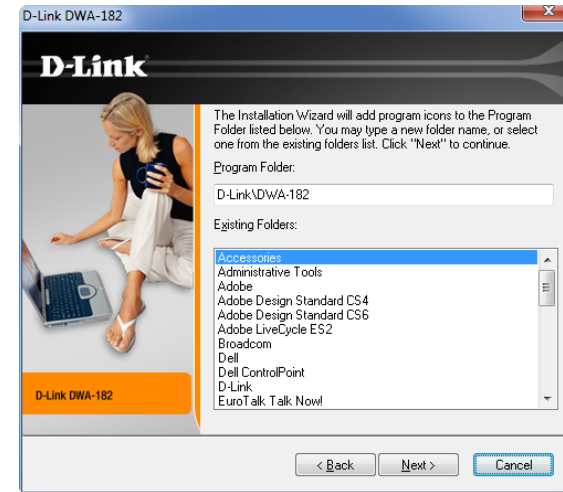 D-Link DWA-182
D-Link
The Installation Wizard will add program icons to the Program
Folder listed below. You may type a new folder name, or select
one from the existing folders list. Click "Next" to continue.
Program Folder:
D-Link\DWA-182
Existing Folders:
Accessories
Administrative Tools
Adobe
Adobe Design Standard CS4
Adobe Design Standard CS6
Adobe LiveCycle ES2
Broadcom
Dell
Dell ControlPoint
D-Link
EuroTalk Talk Now!
D-Link DWA-182
< Back
Next >
Cancel